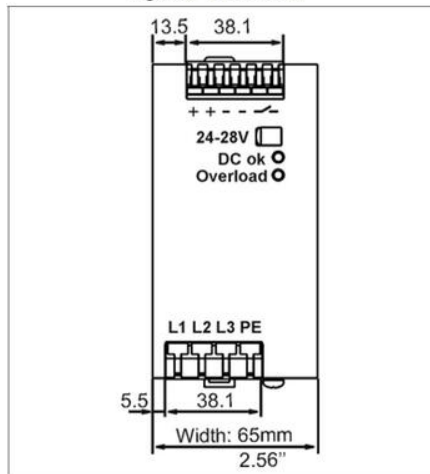 13.5 38.1
+ + - -
24-28V
DC ok
Overload
L1 L2 L3 PE
5.5 38.1
Width: 65mm
2.56"